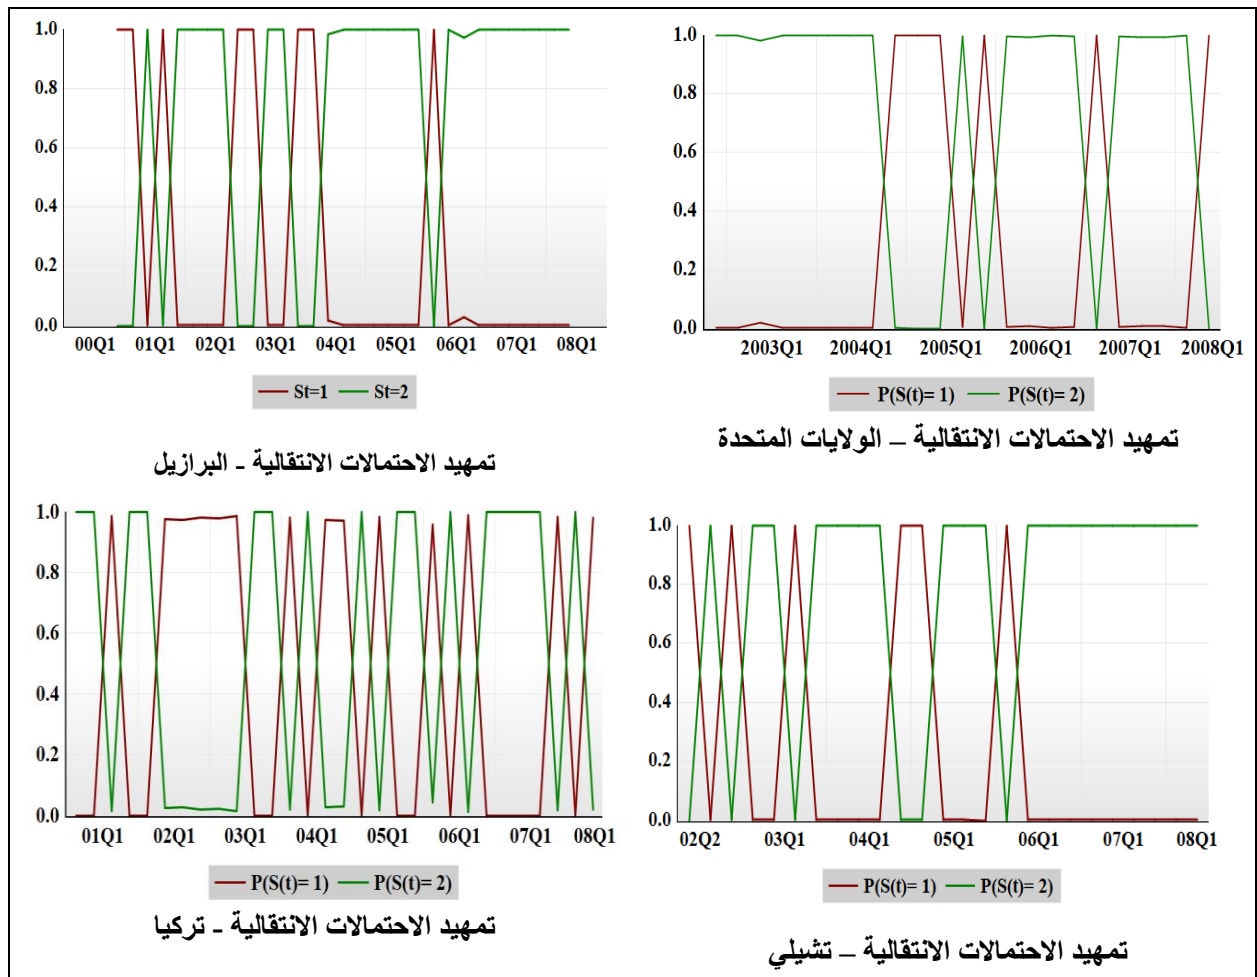 1.0
0.8
0.6
0.4
0.2
0.0
00Q1 01Q1 02Q1 03Q1 04Q1 05Q1 06Q1 07Q1 08Q1
St=1 St=2
تمهيد الاحتمالات الانتقالية - البرازيل
1.0
0.8
0.6
0.4
0.2
0.0
2003Q1 2004Q1 2005Q1 2006Q1 2007Q1 2008Q1
P(S(t)= 1) P(S(t)= 2)
تمهيد الاحتمالات الانتقالية – الولايات المتحدة
1.0
0.8
0.6
0.4
0.2
0.0
01Q1 02Q1 03Q1 04Q1 05Q1 06Q1 07Q1 08Q1
P(S(t)= 1) P(S(t)= 2)
تمهيد الاحتمالات الانتقالية - تركيا
1.0
0.8
0.6
0.4
0.2
0.0
02Q2 03Q1 04Q1 05Q1 06Q1 07Q1 08Q1
P(S(t)= 1) P(S(t)= 2)
تمهيد الاحتمالات الانتقالية – تشيلي